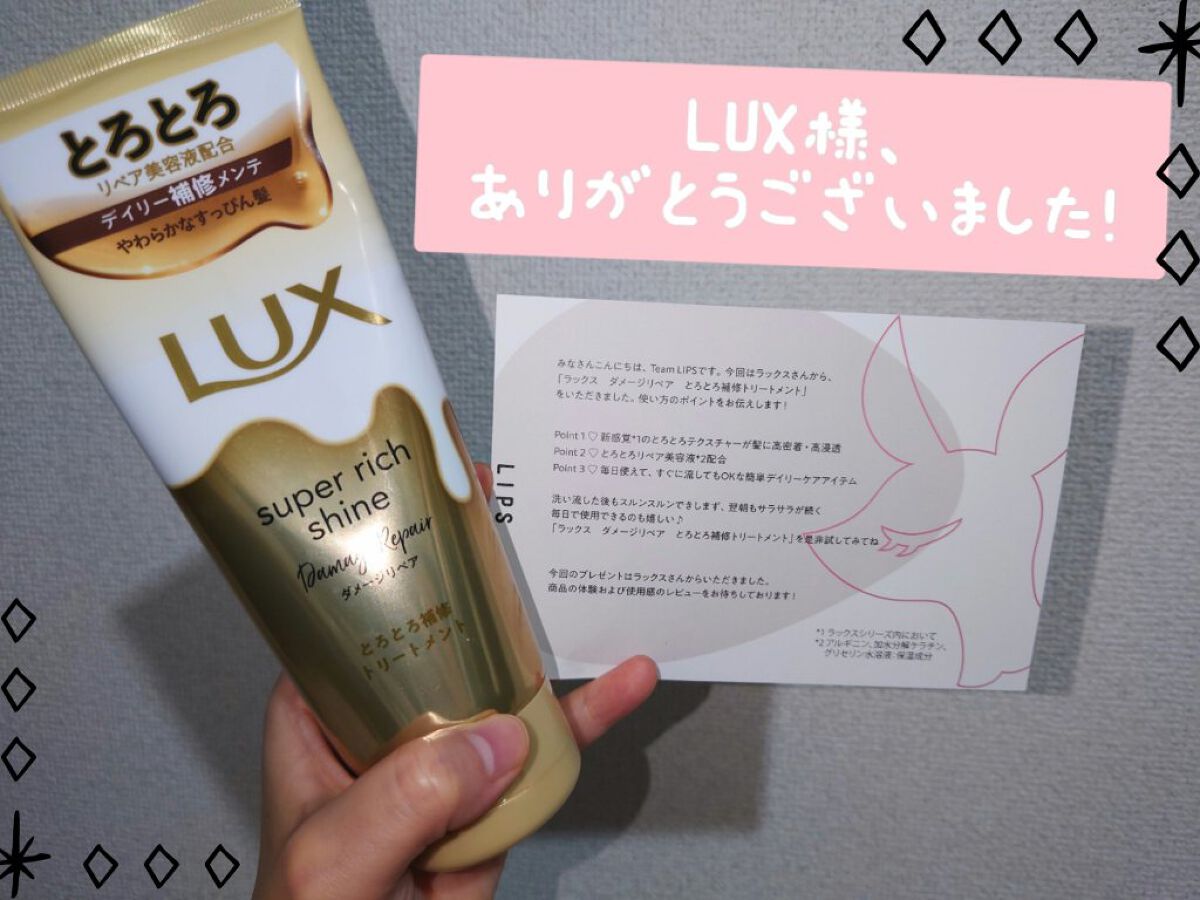 とろとろ
リペア美容液配合
デイリー補修メンテ
やわらかなすっぴん髪
LUX
super rich
shine
Damage Repair
ダメージリペア
とろとろ補修
トリートメント
LUX様、
ありがとうございました!
LIPS
みなさんこんにちは、Team LIPSです。今回はラックスさんから、
「ラックス ダメージリペア とろとろ補修トリートメント」
をいただきました。使い方のポイントをお伝えします!
Point 1 ♡ 新感覚*1のとろとろテクスチャーが髪に高密着・高浸透
Point 2 ♡ とろとろリペア美容液*2配合
Point 3 ♡ 毎日使えて、すぐに流してもOKな簡単デイリーケアアイテム
洗い流した後もスルンスルンできしまず、翌朝もサラサラが続く
毎日で使用できるのも嬉しい♪
「ラックス ダメージリペア とろとろ補修トリートメント」を是非試してみてね
今回のプレゼントはラックスさんからいただきました。
商品の体験および使用感のレビューをお待ちしております!
*1 ラックスシリーズ内において
*2 アルギニン、加水分解ケラチン、
グリセリン水溶液:保湿成分